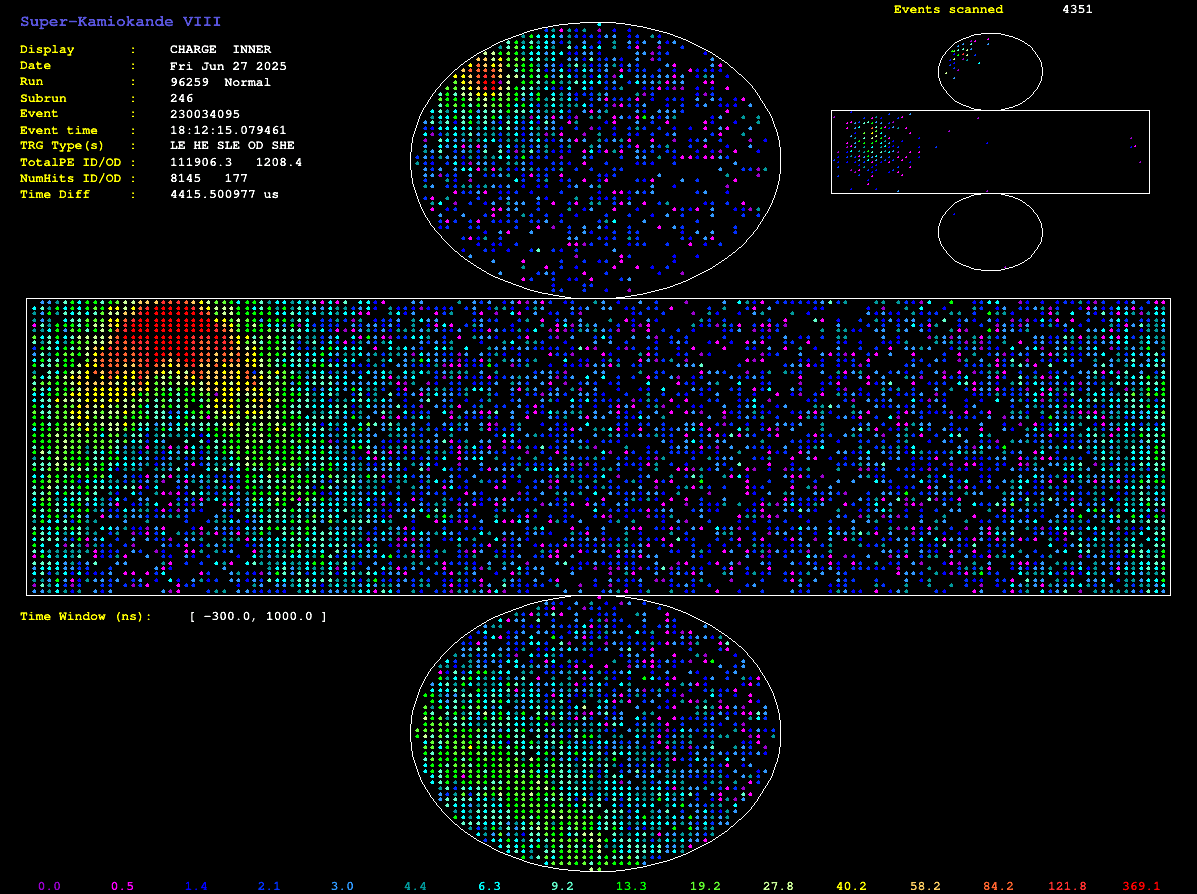 Super-Kamiokande VIII
Events scanned 4351
Display : CHARGE INNER
Date : Fri Jun 27 2025
Run : 96259 Normal
Subrun : 246
Event : 230034095
Event time : 18:12:15.079461
TRG Type(s) : LE HE SLE OD SHE
TotalPE ID/OD : 111906.3 1208.4
NumHits ID/OD : 8145 177
Time Diff : 4415.500977 us
Time Window (ns): [ -300.0, 1000.0 ]
0.0 0.5 1.4 2.1 3.0 4.4 6.3 9.2 13.3 19.2 27.8 40.2 58.2 84.2 121.8 369.1